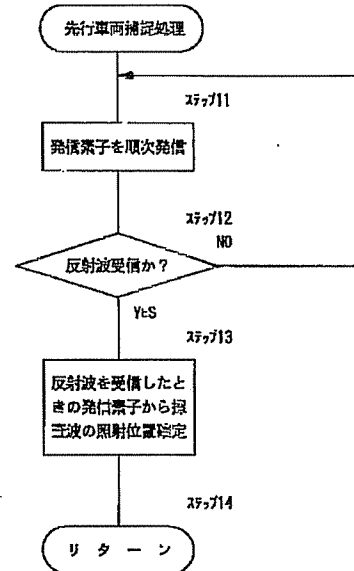 先行車両捕捉処理
ステップ11
発信素子を順次発信
ステップ12
NO
反射波受信か？
YES
ステップ13
反射波を受信したと
きの発信素子から探
査波の照射位置確定
ステップ14
リターン